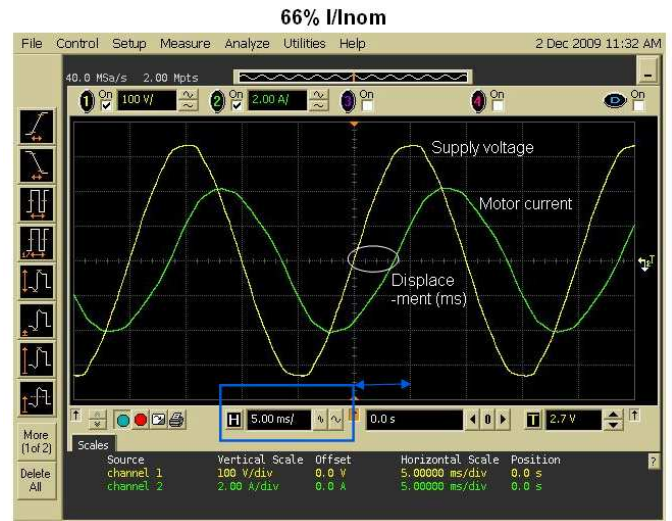 66% I/Inom
File Control Setup Measure Analyze Utilities Help 2 Dec 2009 11:32 AM
40.0 MSa/s 2.00 Mpts
1 On 100 V/ 2 On 2.00 A/ 3 On 4 On D On
Supply voltage
Motor current
Displace
-ment (ms)
T
H 5.00 ms/ 0.0 s 0 T 2.7 V
More
(1of 2)
Delete
All
Scales
Source Vertical Scale Offset Horizontal Scale Position
channel 1 100 V/div 0.0 V 5.00000 ms/div 0.0 s
channel 2 2.00 A/div 0.0 A 5.00000 ms/div 0.0 s
?